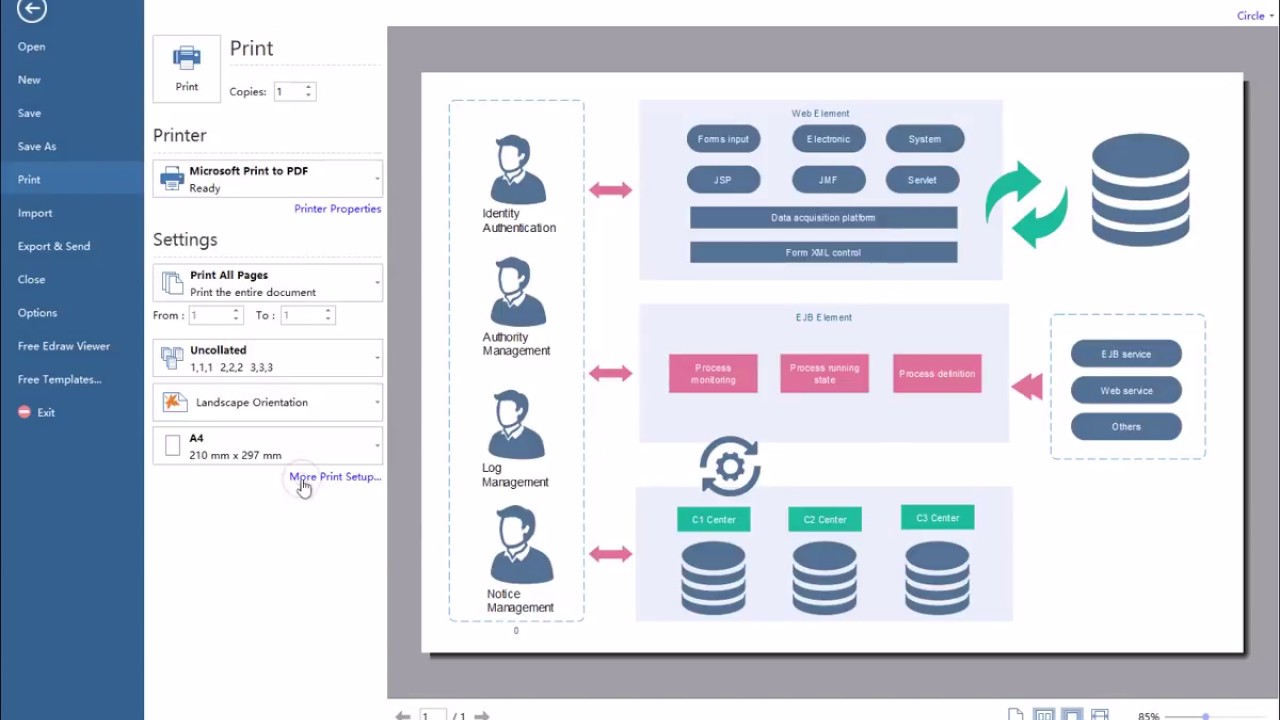 Circle
Open
New
Save
Save As
Print
Import
Export & Send
Close
Options
Free Edraw Viewer
Free Templates...
Exit
Print
Print
Copies: 1
Printer
Microsoft Print to PDF
Ready
Printer Properties
Settings
Print All Pages
Print the entire document
From : 1 To : 1
Uncollated
1,1,1 2,2,2 3,3,3
Landscape Orientation
A4
210 mm x 297 mm
More Print Setup...
Identity
Authentication
Authority
Management
Log
Management
Notice
Management
0
Web Element
Forms input
Electronic
System
JSP
JMF
Servlet
Data acquisition platform
Form XML control
EJB Element
Process
monitoring
Process running
state
Process definition
EJB service
Web service
Others
C1 Center
C2 Center
C3 Center
1 / 1
85%